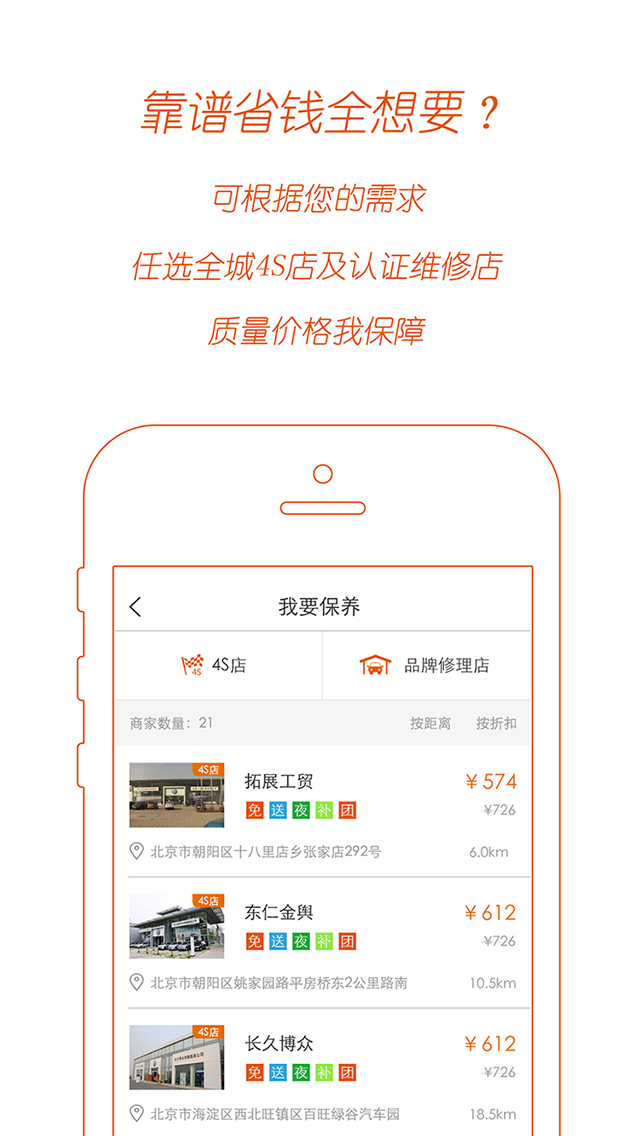 靠谱省钱全想要？
可根据您的需求
任选全城4S店及认证维修店
质量价格我保障
我要保养
4S 4S店 品牌修理店
商家数量：21 按距离 按折扣
4S店
拓展工贸 ￥574
免 送 夜 补 团 ¥726
北京市朝阳区十八里店乡张家店292号 6.0km
4S店
东仁金舆 ￥612
免 送 夜 补 团 ¥726
北京市朝阳区姚家园路平房桥东2公里路南 10.5km
4S店
长久博众 ￥612
免 送 夜 补 团 ¥726
北京市海淀区西北旺镇区百旺绿谷汽车园 18.5km